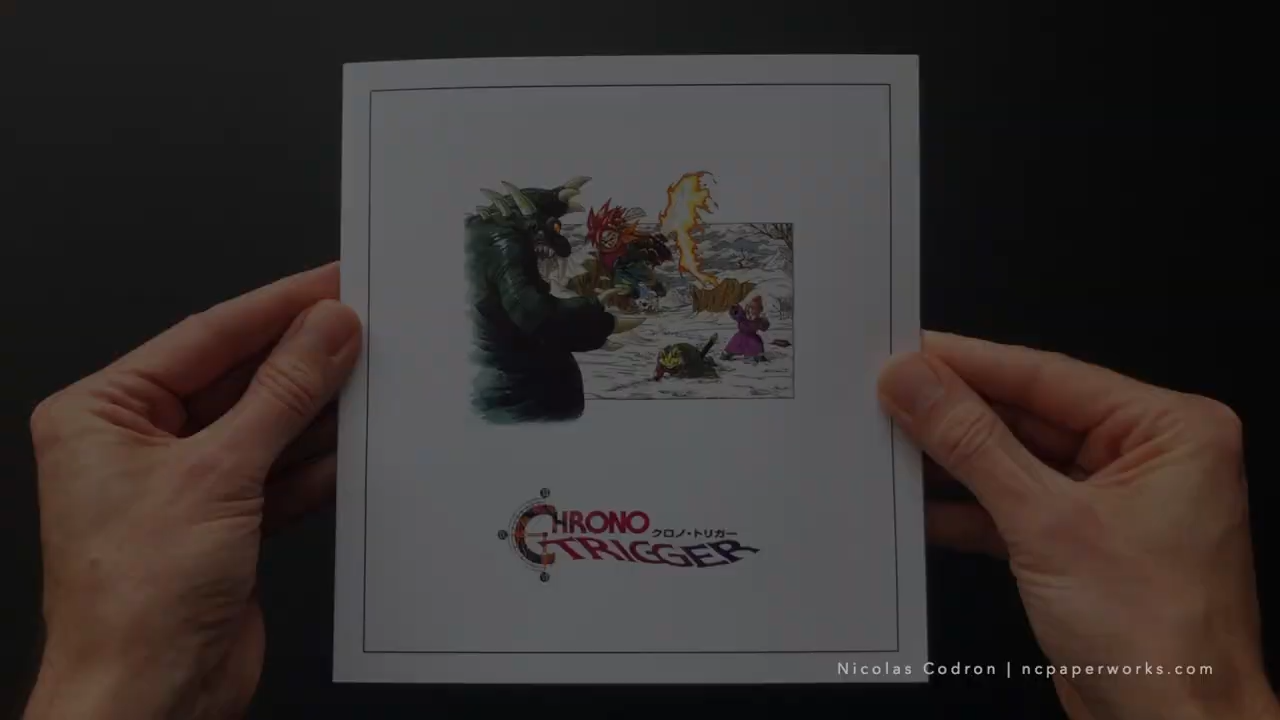 CHRONO
クロノ・トリガー
TRIGGER
Nicolas Codron | ncpaperworks.com